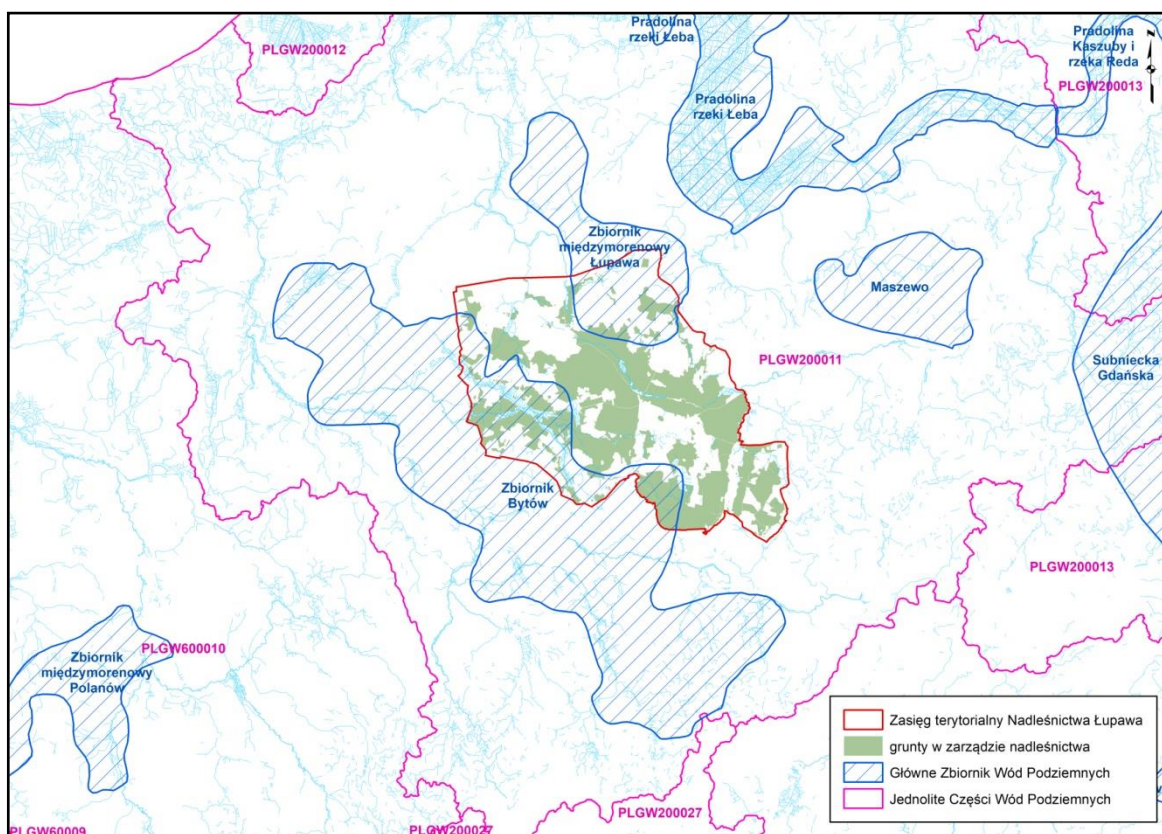 Pradolina
rzeki Łeba
Pradolina
Kaszuby i
rzeka Reda
PLGW200012
PLGW200013
Pradolina
rzeki Łeba
Zbiornik
międzymorenowy
Łupawa
Maszewo
PLGW200011
Subniecka
Gdańska
Zbiornik
Bytów
PLGW200013
Zbiornik
międzymorenowy
Polanów
PLGW600010
PLGW200027
PLGW60009
PLGW200027
N
Zasięg terytorialny Nadleśnictwa Łupawa
grunty w zarządzie nadleśnictwa
Główne Zbiornik Wód Podziemnych
Jednolite Części Wód Podziemnych